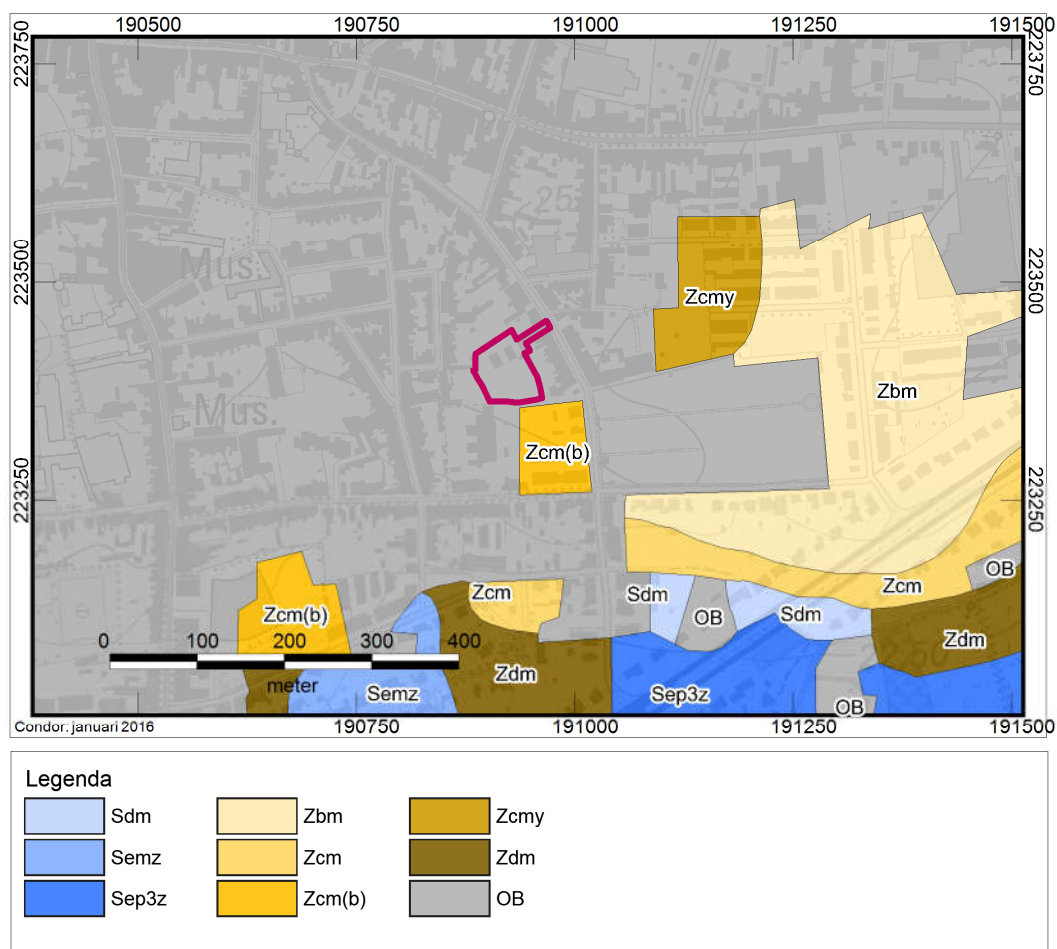 190500 190750 191000 191250 191500
223750 223750
25
Mus.
223500 223500
Zcmy
Zbm
Mus.
Zcm(b)
223250 223250
OB
Zcm Zcm
Sdm
Zcm(b) OB Sdm
0 100 200 300 400
Zdm
Zdm
meter
Semz Sep3z
OB
Condor: januari 2016
190750 191000 191250 191500
Legenda
Sdm Zbm Zcmy
Semz Zcm Zdm
Sep3z Zcm(b) OB